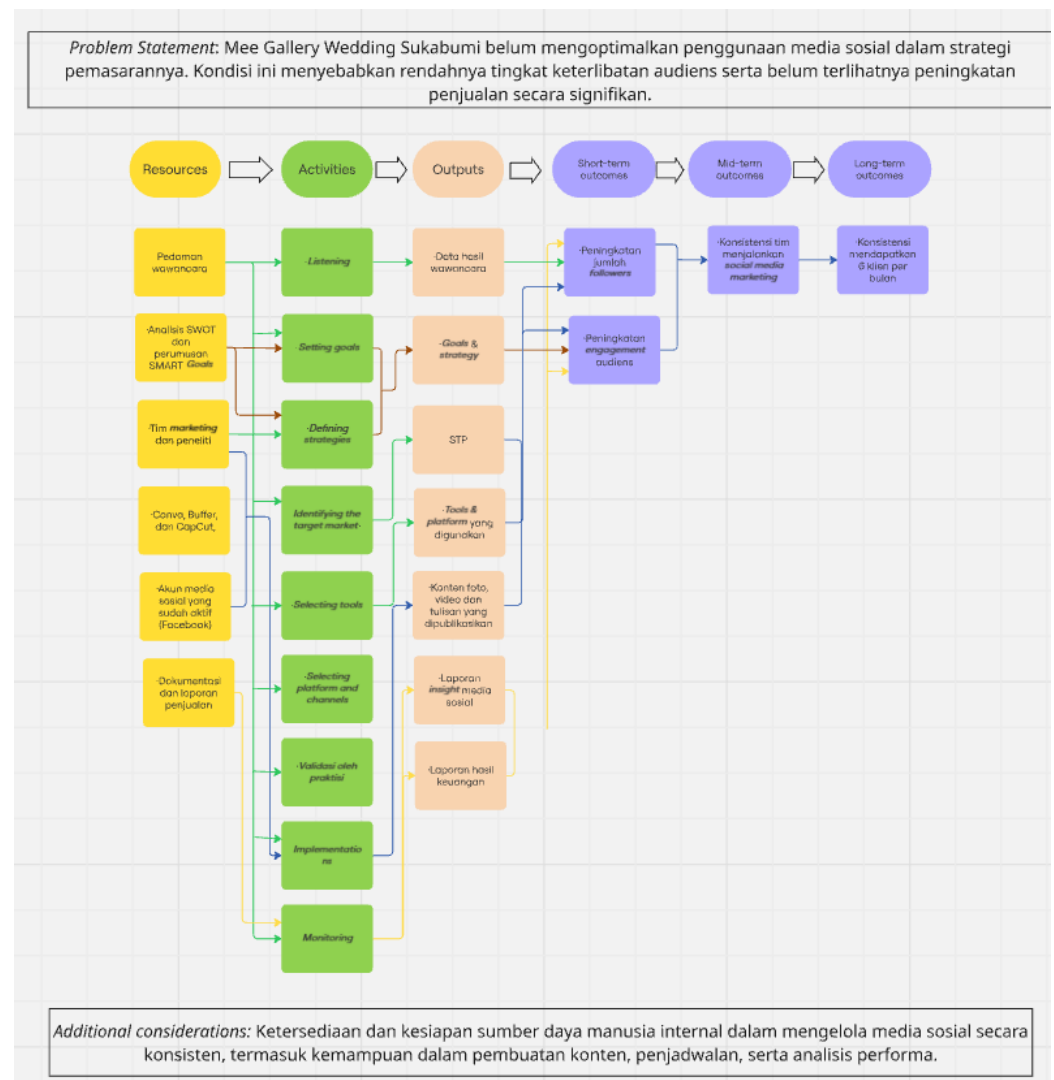 Problem Statement: Mee Gallery Wedding Sukabumi belum mengoptimalkan penggunaan media sosial dalam strategi
pemasarannya. Kondisi ini menyebabkan rendahnya tingkat keterlibatan audiens serta belum terlihatnya peningkatan
penjualan secara signifikan.
Resources
Activities
Outputs
Short-term
outcomes
Mid-term
outcomes
Long-term
outcomes
Pedoman
wawancara
·Analisis SWOT
dan
perumusan
SMART Goals
·Tim marketing
dan peneliti
·Canva, Buffer,
dan CapCut,
·Akun media
sosial yang
sudah aktif
(Facebook)
·Dokumentasi
dan laporan
penjualan
·Listening
Setting goals
·Defining
strategies
Identifying the
target market·
·Selecting tools
·Selecting
platform and
channels
·Validasi oleh
praktisi
Implementatio
ns
Monitoring
·Data hasil
wawancara
·Goals &
strategy
STP
·Tools &
platform yang
digunakan
·Konten foto,
video dan
tulisan yang
dipublikasikan
·Laporan
insight media
sosial
·Laporan hasil
keuangan
·Peningkatan
jumlah
followers
·Peningkatan
engagement
audiens
·Konsistensi tim
menjalankan
social media
marketing
·Konsistensi
mendapatkan
6 klien per
bulan
Additional considerations: Ketersediaan dan kesiapan sumber daya manusia internal dalam mengelola media sosial secara
konsisten, termasuk kemampuan dalam pembuatan konten, penjadwalan, serta analisis performa.